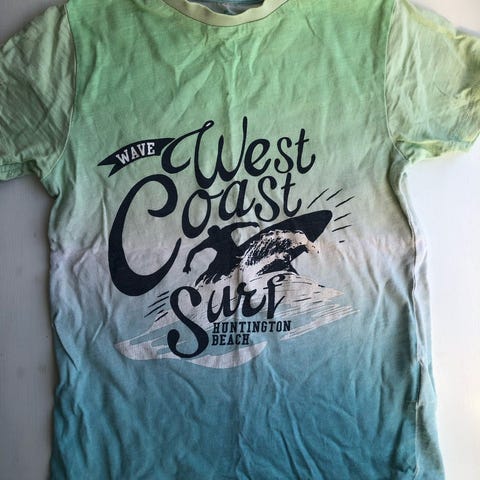 WAVE
West
Coast
Surf
HUNTINGTON
BEACH